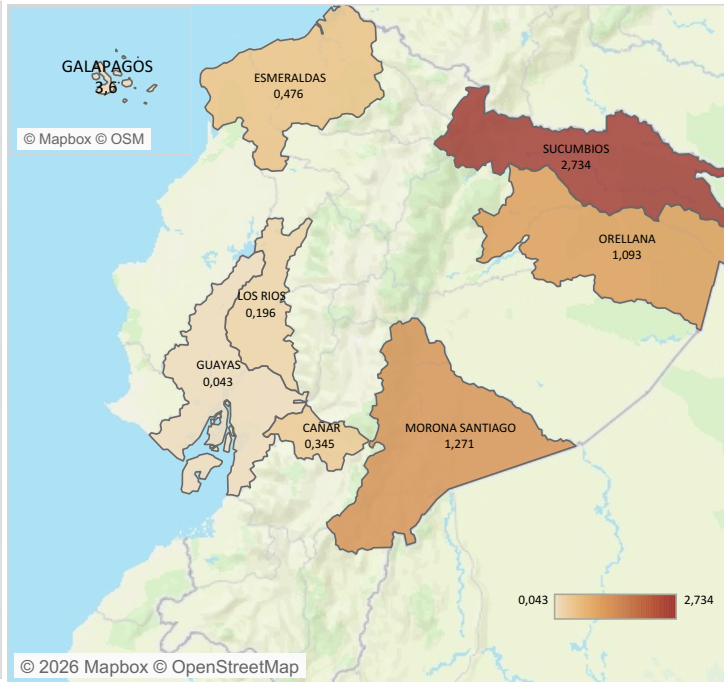 GALAPAGOS
3,6
© Mapbox © OSM
ESMERALDAS
0,476
SUCUMBIOS
2,734
ORELLANA
1,093
LOS RIOS
0,196
GUAYAS
0,043
CAÑAR
0,345
MORONA SANTIAGO
1,271
0,043
2,734
© 2026 Mapbox © OpenStreetMap